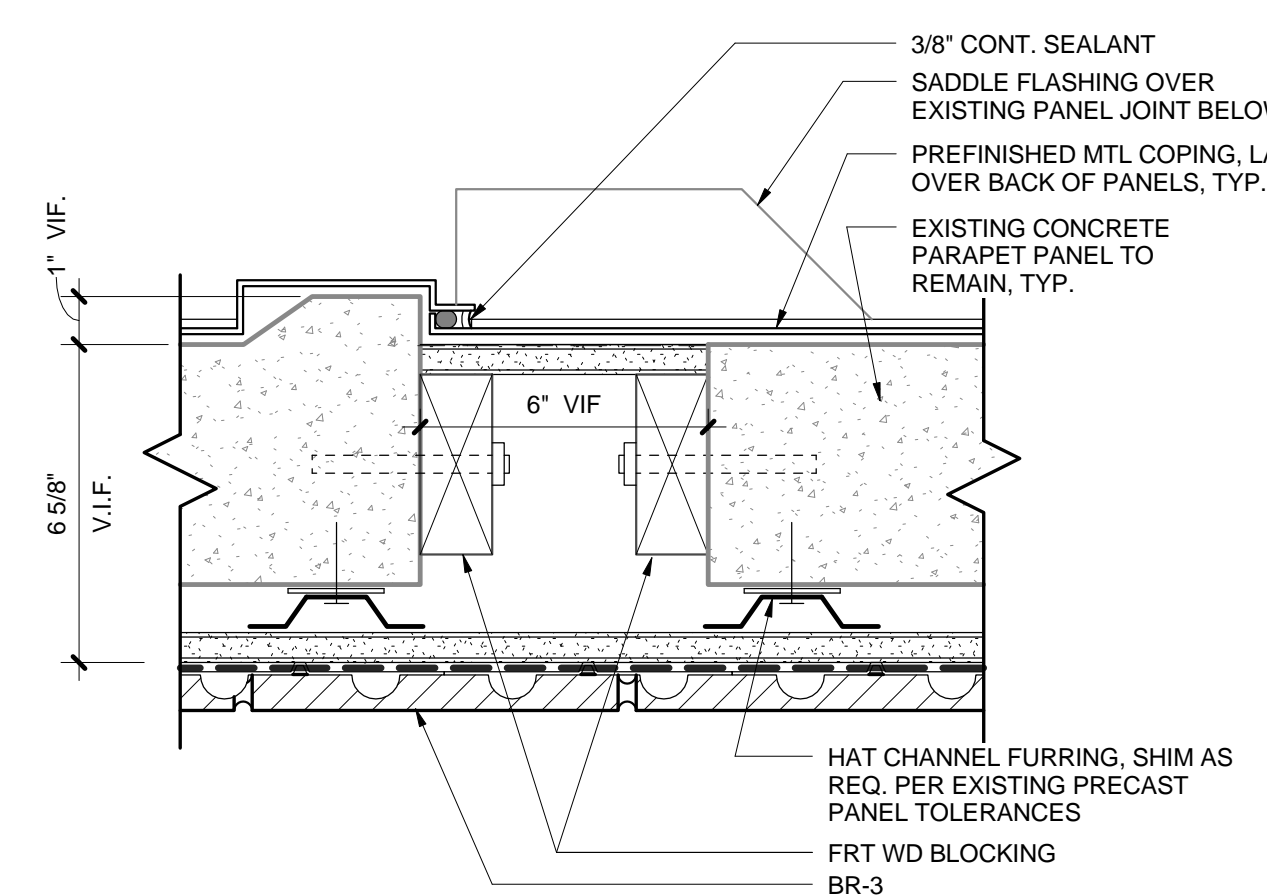 3/8" CONT. SEALANT
SADDLE FLASHING OVER
EXISTING PANEL JOINT BELOW
PREFINISHED MTL COPING,
OVER BACK OF PANELS, TYP.
EXISTING CONCRETE
PARAPET PANEL TO
REMAIN, TYP.
1" VIF.
6" VIF
6 5/8"
V.I.F.
HAT CHANNEL FURRING, SHIM AS
REQ. PER EXISTING PRECAST
PANEL TOLERANCES
FRT WD BLOCKING
BR-3